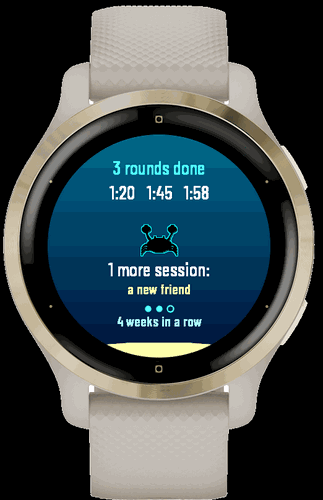 3 rounds done
1:20 1:45 1:58
1 more session:
a new friend
4 weeks in a row